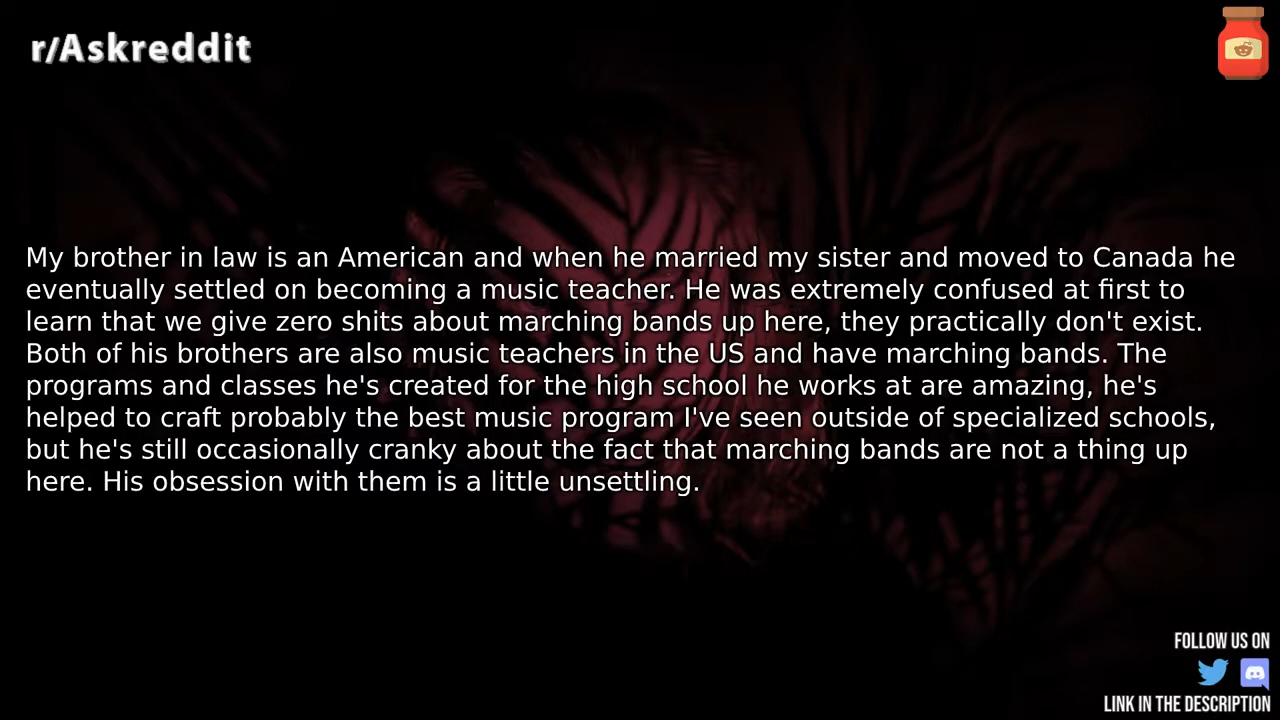 r/Askreddit
My brother in law is an American and when he married my sister and moved to Canada he
eventually settled on becoming a music teacher. He was extremely confused at first to
learn that we give zero shits about marching bands up here, they practically don't exist.
Both of his brothers are also music teachers in the US and have marching bands. The
programs and classes he's created for the high school he works at are amazing, he's
helped to craft probably the best music program I've seen outside of specialized schools,
but he's still occasionally cranky about the fact that marching bands are not a thing up
here. His obsession with them is a little unsettling.
FOLLOW US ON
LINK IN THE DESCRIPTION